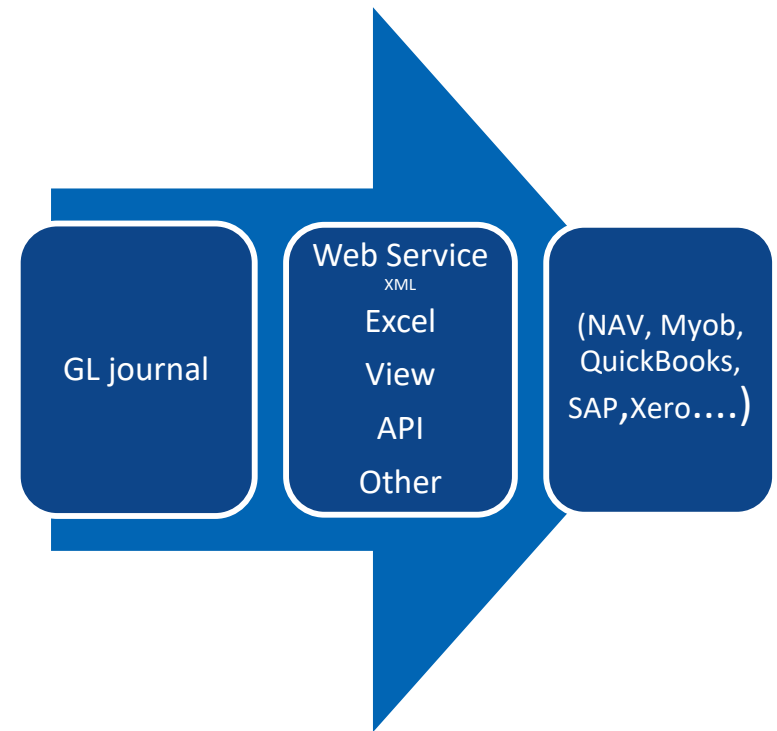 GL journal
Web Service
XML
Excel
View
API
Other
(NAV, Myob,
QuickBooks,
SAP,Xero....)